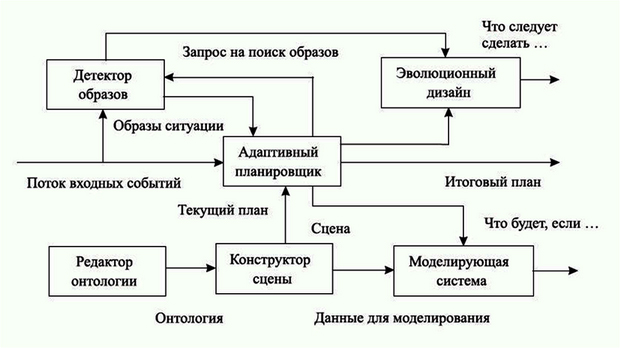 Что следует
сделать ...
Запрос на поиск образов
Детектор
образов
Эволюционный
дизайн
Образы ситуации
Адаптивный
планировщик
Поток входных событий
Итоговый план
Текущий план
Сцена
Что будет, если ...
Редактор
онтологии
Конструктор
сцены
Моделирующая
система
Онтология
Данные для моделирования